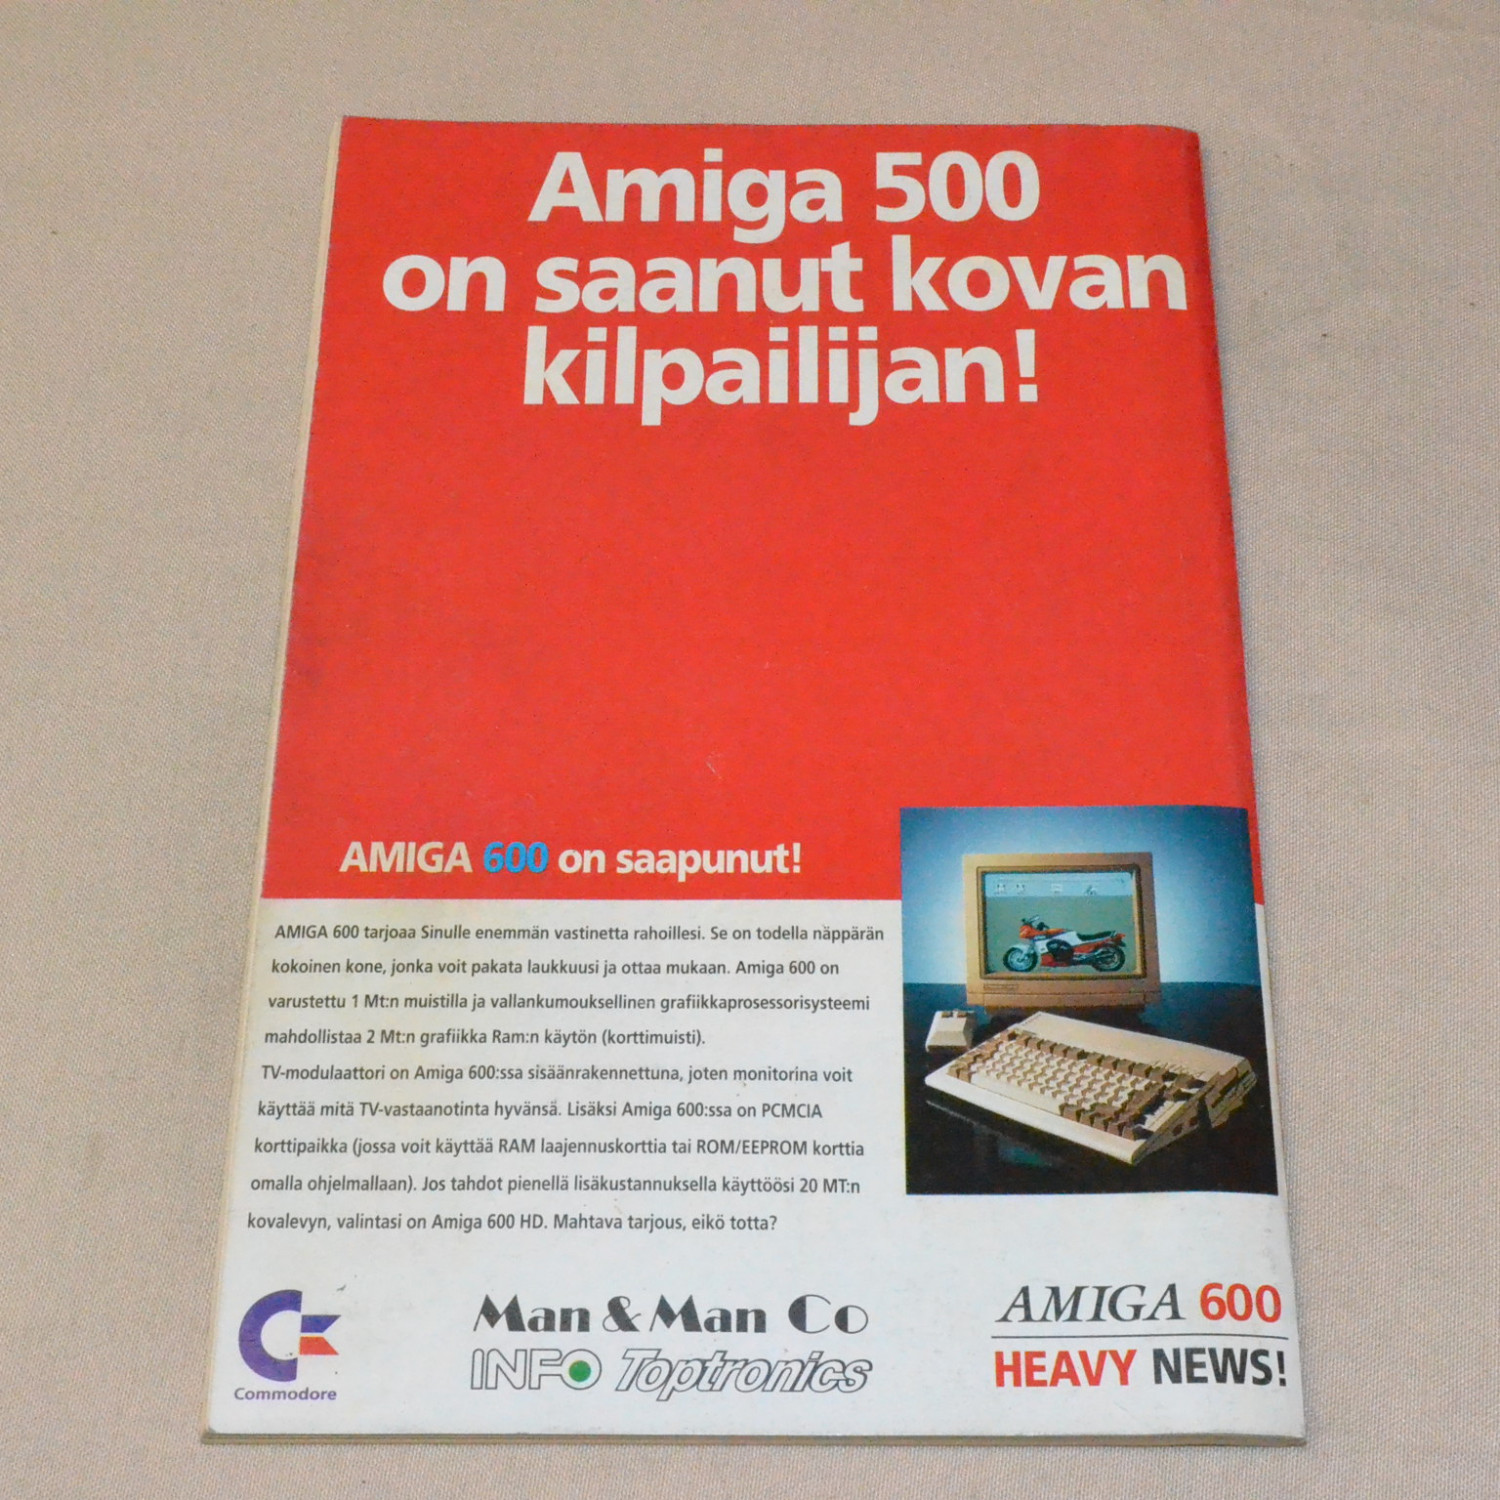 Amiga 500
on saanut kovan
kilpailijan!
AMIGA 600 on saapunut!
AMIGA 600 tarjoaa Sinulle enemmän vastinetta rahoillesi. Se on todella näppärän
kokoinen kone, jonka voit pakata laukkuusi ja ottaa mukaan. Amiga 600 on
varustettu 1 Mt:n muistilla ja vallankumouksellinen grafiikkaprosessorisysteemi
mahdollistaa 2 Mt:n grafiikka Ram:n käytön (korttimuisti).
TV-modulaattori on Amiga 600:ssa sisäänrakennettuna, joten monitorina voit
käyttää mitä TV-vastaanotinta hyvänsä. Lisäksi Amiga 600:ssa on PCMCIA
korttipaikka (jossa voit käyttää RAM laajennuskorttia tai ROM/EEPROM korttia
omalla ohjelmallaan). Jos tahdot pienellä lisäkustannuksella käyttöösi 20 MT:n
kovalevyn, valintasi on Amiga 600 HD. Mahtava tarjous, eikö totta?
Commodore
Man & Man Co
INFO Toptronics
AMIGA 600
HEAVY NEWS!